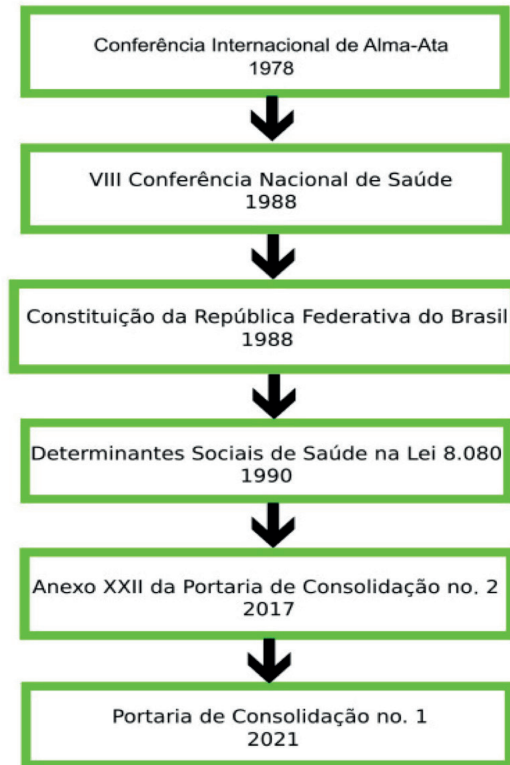 Conferência Internacional de Alma-Ata
1978
VIII Conferência Nacional de Saúde
1988
Constituição da República Federativa do Brasil
1988
Determinantes Sociais de Saúde na Lei 8.080
1990
Anexo XXII da Portaria de Consolidação no. 2
2017
Portaria de Consolidação no. 1
2021